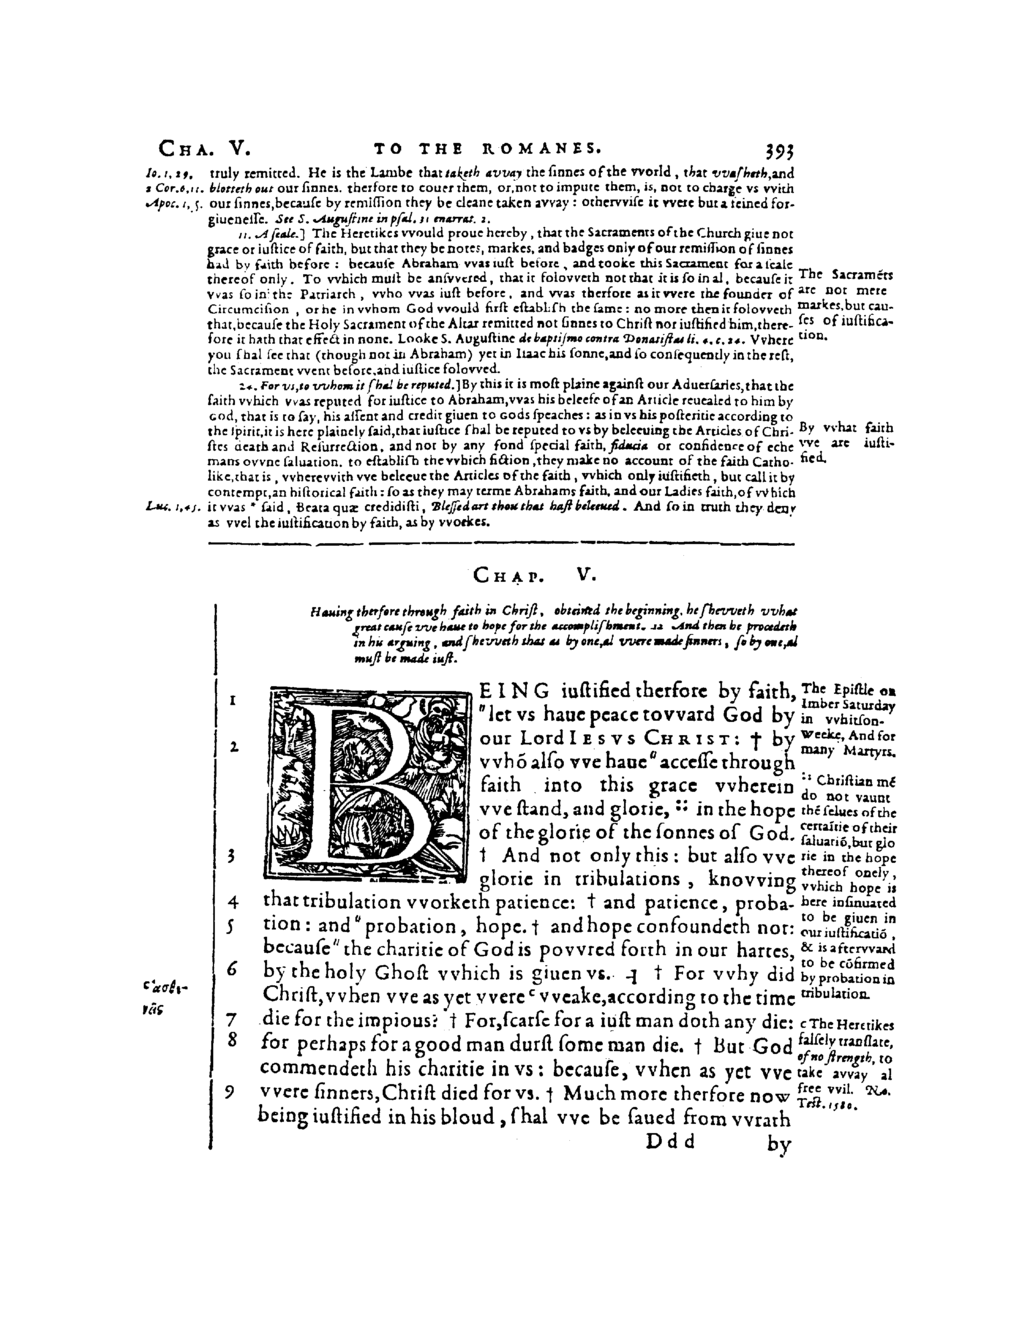 CHA. V. TO THE ROMANES. 393
Io. 1, 29. truly remitted. He is the Lambe that taketh avvay the ſinnes of the vvorld, that vvaſheth, and
1 Cor. 6, 11. blotteth out our ſinnes. therfore to couer them, or, not to impute them, is, not to charge vs vvith
Apoc. 1, 5. our ſinnes, becauſe by remiſſion they be cleane taken avvay: othervviſe it vvere but a feined for-
giueneſſe. See S. Auguſtine in pſal. 31 enarrat. 2.
11. A ſeale.] The Heretikes vvould proue hereby, that the Sacraments of the Church giue not
grace or iuſtice of faith, but that they be notes, markes, and badges only of our remiſſion of ſinnes
had by faith before: becauſe Abraham vvas iuſt before, and tooke this Sacrament for a ſeale
thereof only. To vvhich muſt be anſvvered, that it folovveth not that it is ſo in al, becauſe it
vvas ſo in the Patriarch, vvho vvas iuſt before, and vvas therfore as it vvere the founder of
Circumciſion, or he in vvhom God vvould firſt eſtabliſh the ſame: no more then it folovveth
that, becauſe the Holy Sacrament of the Altar remitted not ſinnes to Chriſt nor iuſtified him, there-
fore it hath that effect in none. Looke S. Auguſtine de baptiſmo contra Donatiſtas li. 4. c. 24. Vvhere
you ſhal ſee that (though not in Abraham) yet in Iſaac his ſonne, and ſo conſequently in the reſt,
the Sacrament vvent before, and iuſtice folovved.
The Sacramẽts
are not mere
markes, but cau-
ſes of iuſtifica-
tion.
24. For vs, to vvhom it ſhal be reputed.] By this it is moſt plaine againſt our Aduerſaries, that the
faith vvhich vvas reputed for iuſtice to Abraham, vvas his beleefe of an Article reuealed to him by
God, that is to ſay, his aſſent and credit giuen to Gods ſpeaches: as in vs his poſteritie according to
the ſpirit, it is here plainely ſaid, that iuſtice ſhal be reputed to vs by beleeuing the Articles of Chri-
ſtes death and Reſurrection, and not by any fond ſpecial faith, fiducia or confidence of eche
mans ovvne ſaluation. to eſtabliſh the vvhich fiction, they make no account of the faith Catho-
like, that is, vvherevvith vve beleeue the Articles of the faith, vvhich only iuſtifieth, but call it by
contempt, an hiſtorical faith: ſo as they may terme Abrahams faith, and our Ladies faith, of vvhich
Luc. 1, 45. it vvas * ſaid, Beata quæ credidiſti, Bleſſed art thou that haſt beleeued. And ſo in truth they deny
as vvel the iuſtification by faith, as by vvorkes.
By vvhat faith
vve are iuſti-
fied.
CHAP. V.
Hauing therfore through faith in Chriſt, obteined the beginning, he ſhevveth vvhat
great cauſe vve haue to hope for the accompliſhment. 12 And then he procedeth
in his arguing, and ſhevveth that as by one, al vvere made ſinners, ſo by one, al
muſt be made iuſt.
1 BEING iuſtified therfore by faith,
"let vs haue peace tovvard God by
2 our Lord IESVS CHRIST: † by
vvhō alſo vve haue "acceſſe through
faith into this grace vvherein
vve ſtand, and glorie, ∷ in the hope
of the glorie of the ſonnes of God.
3 † And not only this: but alſo vve
glorie in tribulations, knovving
4 that tribulation vvorketh patience: † and patience, proba-
5 tion: and "probation, hope. † and hope confoundeth not:
becauſe "the charitie of God is povvred forth in our hartes,
6 by the holy Ghoſt vvhich is giuen vs. ⊣ † For vvhy did
Chriſt, vvhen vve as yet vvere ᶜ vveake, according to the time
7 die for the impious? † For, ſcarſe for a iuſt man doth any die:
8 for perhaps for a good man durſt ſome man die. † But God
commendeth his charitie in vs: becauſe, vvhen as yet vve
9 vvere ſinners, Chriſt died for vs. † Much more therfore now
being iuſtified in his bloud, ſhal vve be ſaued from vvrath
The Epiſtle on
Imber Saturday
in vvhitſon-
weeke, And for
many Martyrs.
∷ Chriſtian mẽ
do not vaunt
thẽ ſelues of the
certaītie of their
ſaluatiō, but glo
rie in the hope
thereof onely,
vvhich hope is
here inſinuated
to be giuen in
our iuſtificatiō,
& is aftervvard
to be cōfirmed
by probation in
tribulation.
c The Heretikes
falſely tranſlate,
of no ſtrength, to
take avvay al
free vvil. No.
Teſt. 1580.
ᶜ ἀσθε-
νῶς
Ddd by